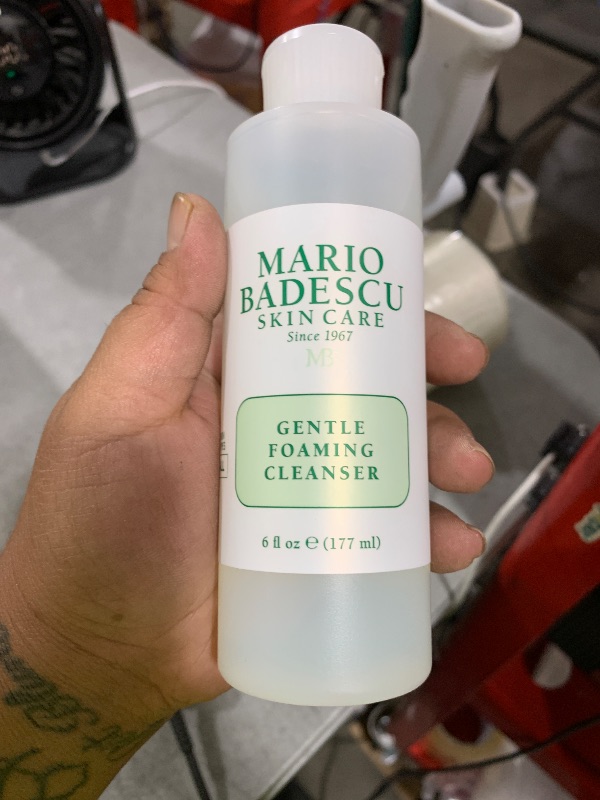 MARIO
BADESCU
SKIN CARE
Since 1967
MB
GENTLE
FOAMING
CLEANSER
6 fl oz ℮ (177 ml)